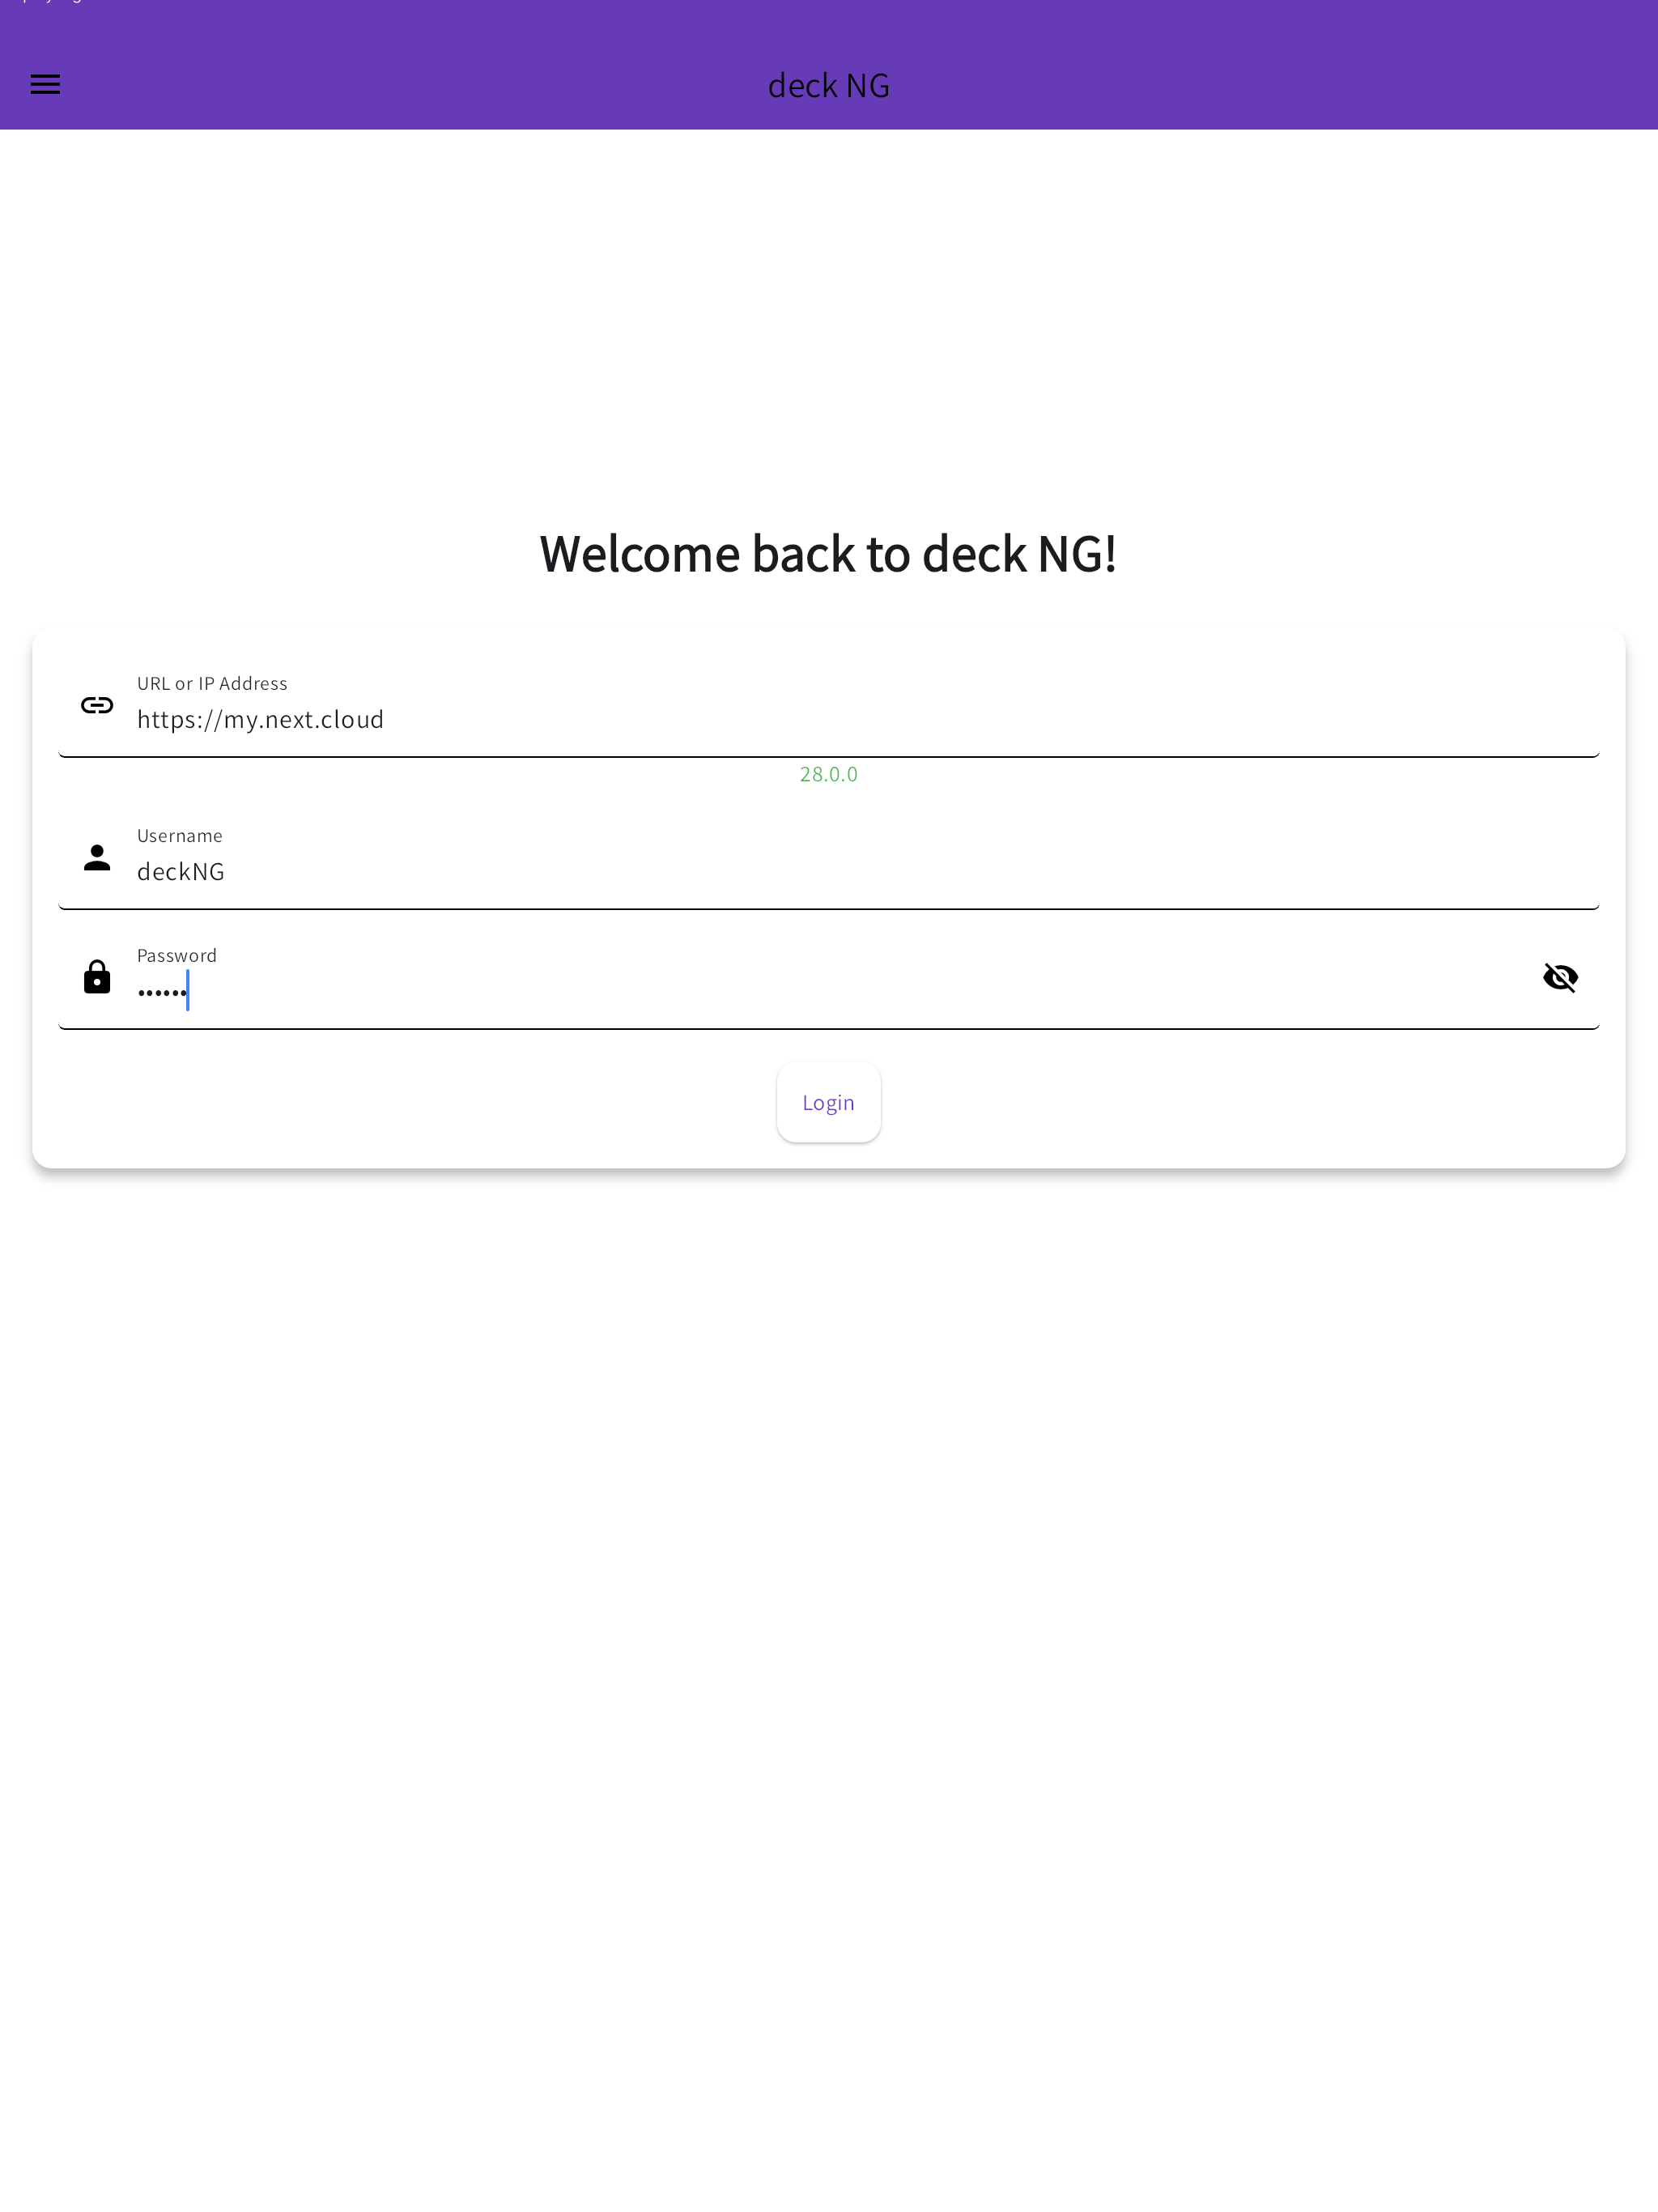 deck NG
Welcome back to deck NG!
URL or IP Address
https://my.next.cloud
28.0.0
Username
deckNG
Password
••••••
Login